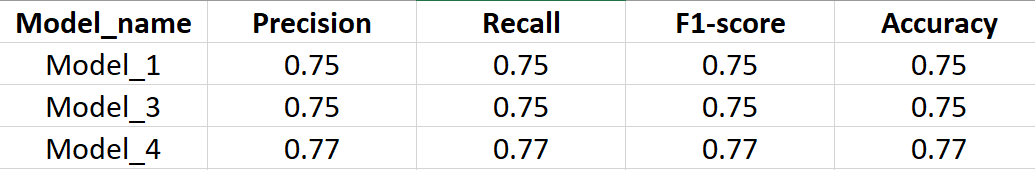 Model_name Precision Recall F1-score Accuracy
Model_1 0.75 0.75 0.75 0.75
Model_3 0.75 0.75 0.75 0.75
Model_4 0.77 0.77 0.77 0.77